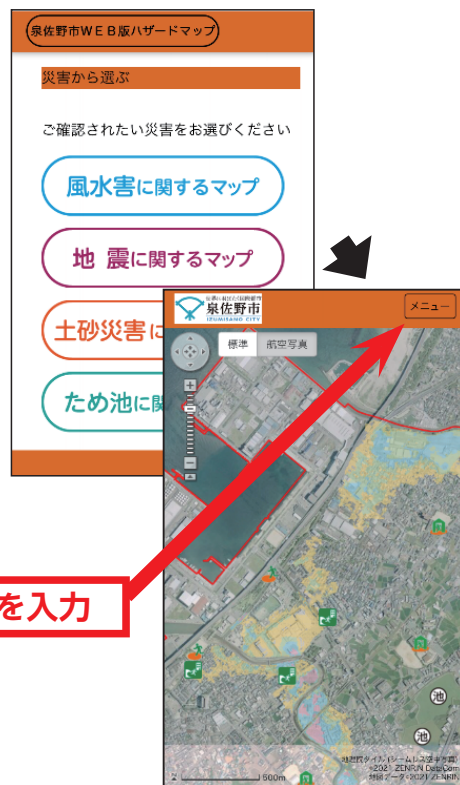 泉佐野市ＷＥＢ版ハザードマップ
災害から選ぶ
ご確認されたい災害をお選びください
風水害に関するマップ
地 震に関するマップ
土砂災害に
ため池に関
泉佐野市
IZUMISANO CITY
メニュー
標準
航空写真
を入力
池
池
500m